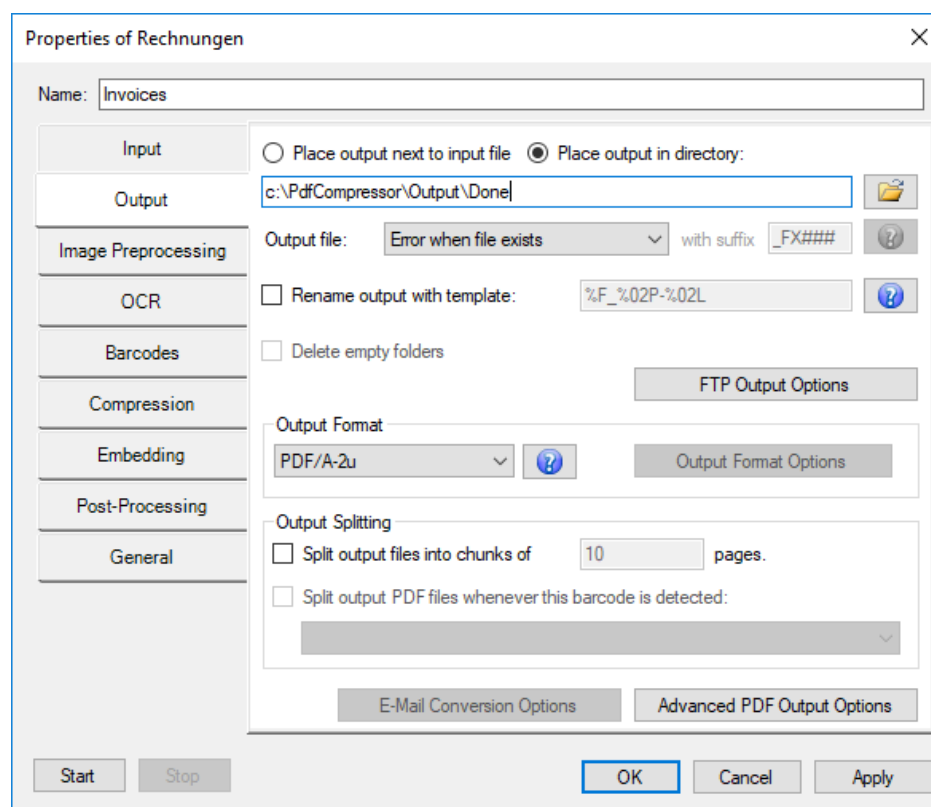 Properties of Rechnungen
Name: Invoices
Input
Output
Image Preprocessing
OCR
Barcodes
Compression
Embedding
Post-Processing
General
Place output next to input file Place output in directory:
c:\PdfCompressor\Output\Done
Output file: Error when file exists with suffix _FX###
Rename output with template: %F_%02P-%02L
Delete empty folders
FTP Output Options
Output Format
PDF/A-2u Output Format Options
Output Splitting
Split output files into chunks of 10 pages.
Split output PDF files whenever this barcode is detected:
E-Mail Conversion Options Advanced PDF Output Options
Start Stop OK Cancel Apply